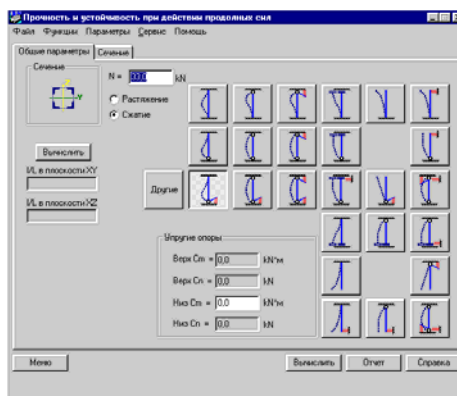 Прочность и устойчивость при действии продольных сил
Файл Функции Параметры Сервис Помощь
Общие параметры Сечение
Сечение
N = kN
Y
Растяжение
Сжатие
Вычислить
I/L в плоскости XY
I/L в плоскости XZ
Другие
Упругие опоры
Верх Cm = 0,0 kN*м
Верх Cn = 0,0 kN
Низ Cm = 0,0 kN*м
Низ Cn = 0,0 kN
Меню Вычислить Отчет Справка